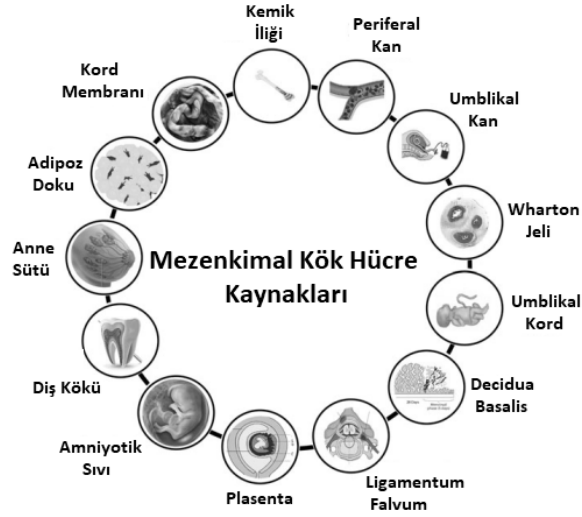 Kemik
İliği
Periferal
Kan
Umblikal
Kan
Wharton
Jeli
Umblikal
Kord
Decidua
Basalis
Ligamentum
Falvum
Plasenta
Amniyotik
Sıvı
Diş Kökü
Anne
Sütü
Adipoz
Doku
Kord
Membranı
Mezenkimal Kök Hücre
Kaynakları